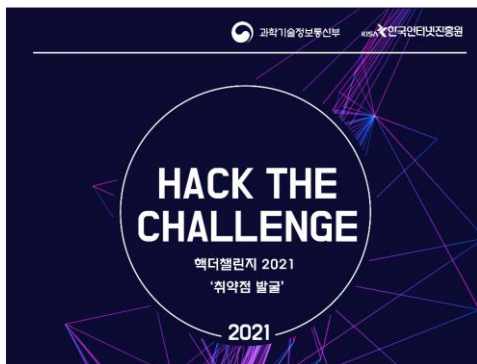 과학기술정보통신부 KISA 한국인터넷진흥원
HACK THE
CHALLENGE
핵더챌린지 2021
'취약점 발굴'
2021